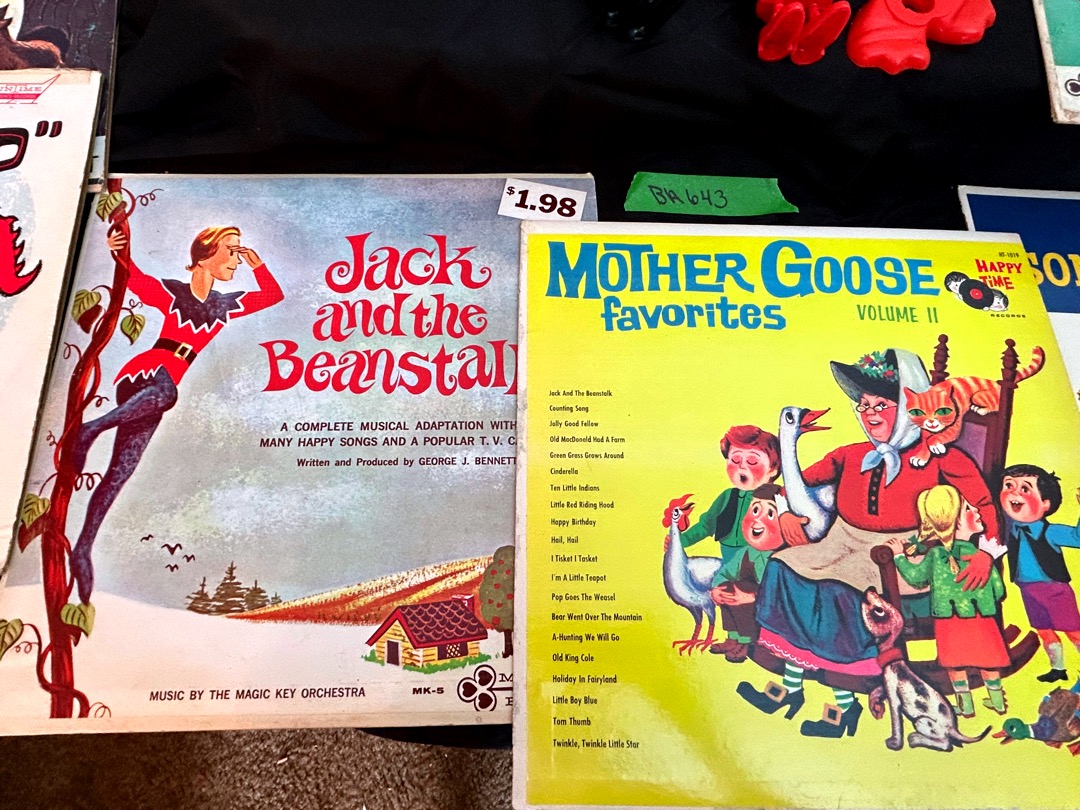 $1.98
BA643
Jack
and the
Beanstal
A COMPLETE MUSICAL ADAPTATION WITH
MANY HAPPY SONGS AND A POPULAR T. V. C
Written and Produced by GEORGE J. BENNETT
MUSIC BY THE MAGIC KEY ORCHESTRA
MK-5
MOTHER GOOSE
favorites
VOLUME II
HT-1019
HAPPY
TIME
RECORDS
Jack And The Beanstalk
Counting Song
Jolly Good Fellow
Old MacDonald Had A Farm
Green Grass Grows Around
Cinderella
Ten Little Indians
Little Red Riding Hood
Happy Birthday
Hail, Hail
I Tisket I Tasket
I'm A Little Teapot
Pop Goes The Weasel
Bear Went Over The Mountain
A-Hunting We Will Go
Old King Cole
Holiday In Fairyland
Little Boy Blue
Tom Thumb
Twinkle, Twinkle Little Star